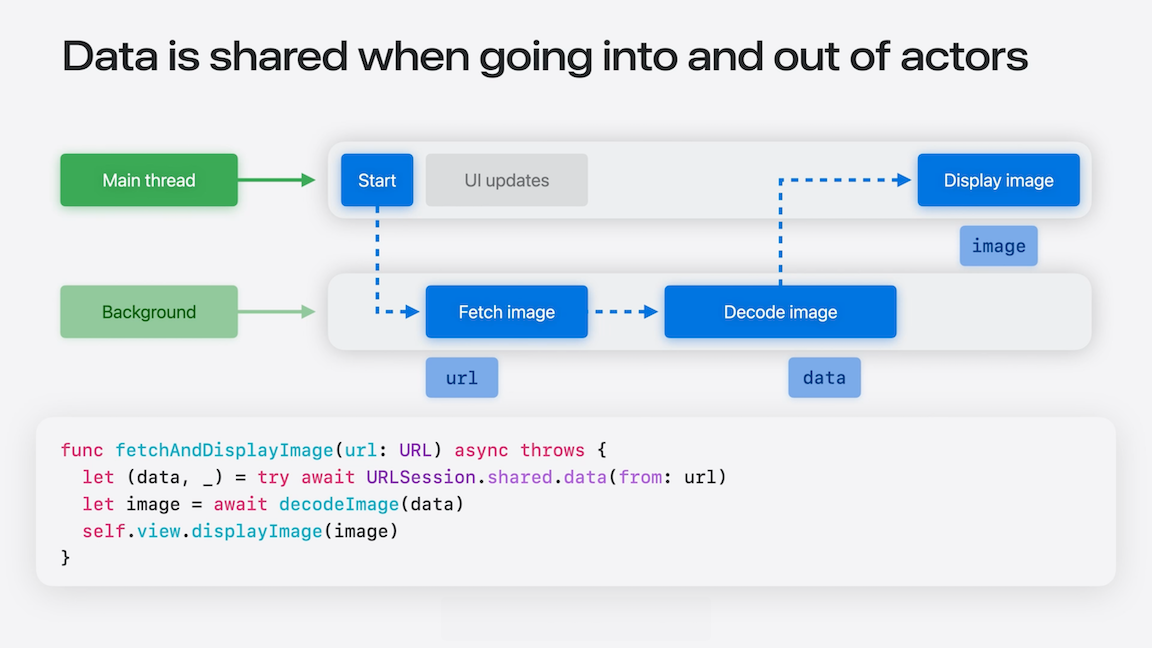 Data is shared when going into and out of actors
Main thread
Start
UI updates
Display image
image
Background
Fetch image
Decode image
url
data
func fetchAndDisplayImage(url: URL) async throws {
  let (data, _) = try await URLSession.shared.data(from: url)
  let image = await decodeImage(data)
  self.view.displayImage(image)
}